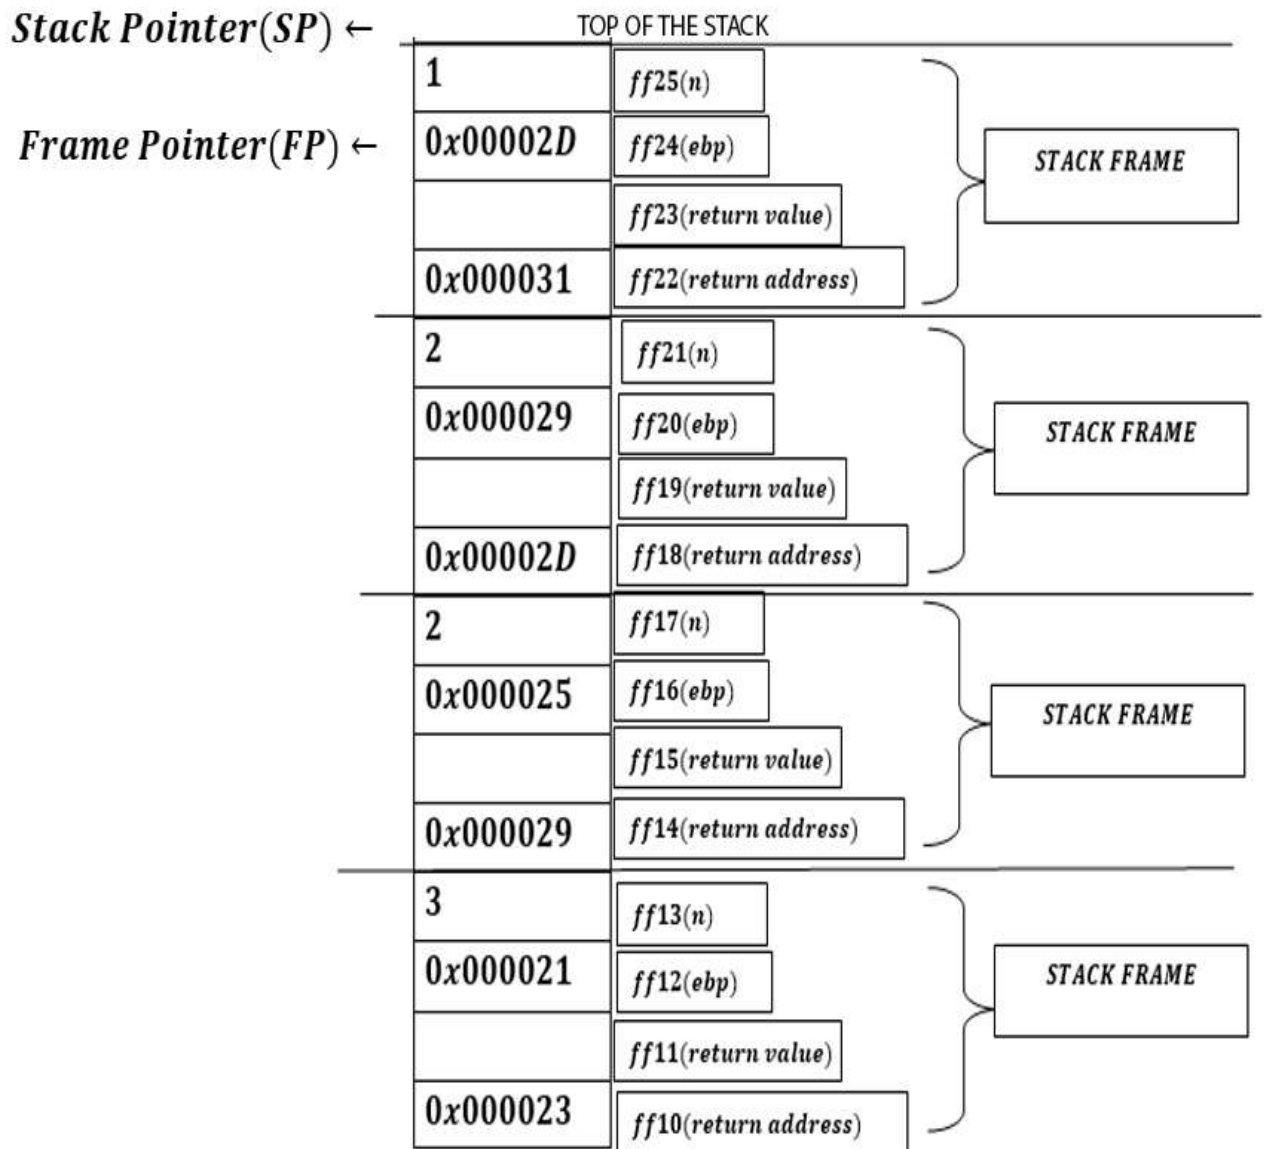 Stack Pointer(SP) ← TOP OF THE STACK
1 ff25(n)
Frame Pointer(FP) ← 0x00002D ff24(ebp) STACK FRAME
ff23(return value)
0x000031 ff22(return address)
2 ff21(n)
0x000029 ff20(ebp) STACK FRAME
ff19(return value)
0x00002D ff18(return address)
2 ff17(n)
0x000025 ff16(ebp) STACK FRAME
ff15(return value)
0x000029 ff14(return address)
3 ff13(n)
0x000021 ff12(ebp) STACK FRAME
ff11(return value)
0x000023 ff10(return address)